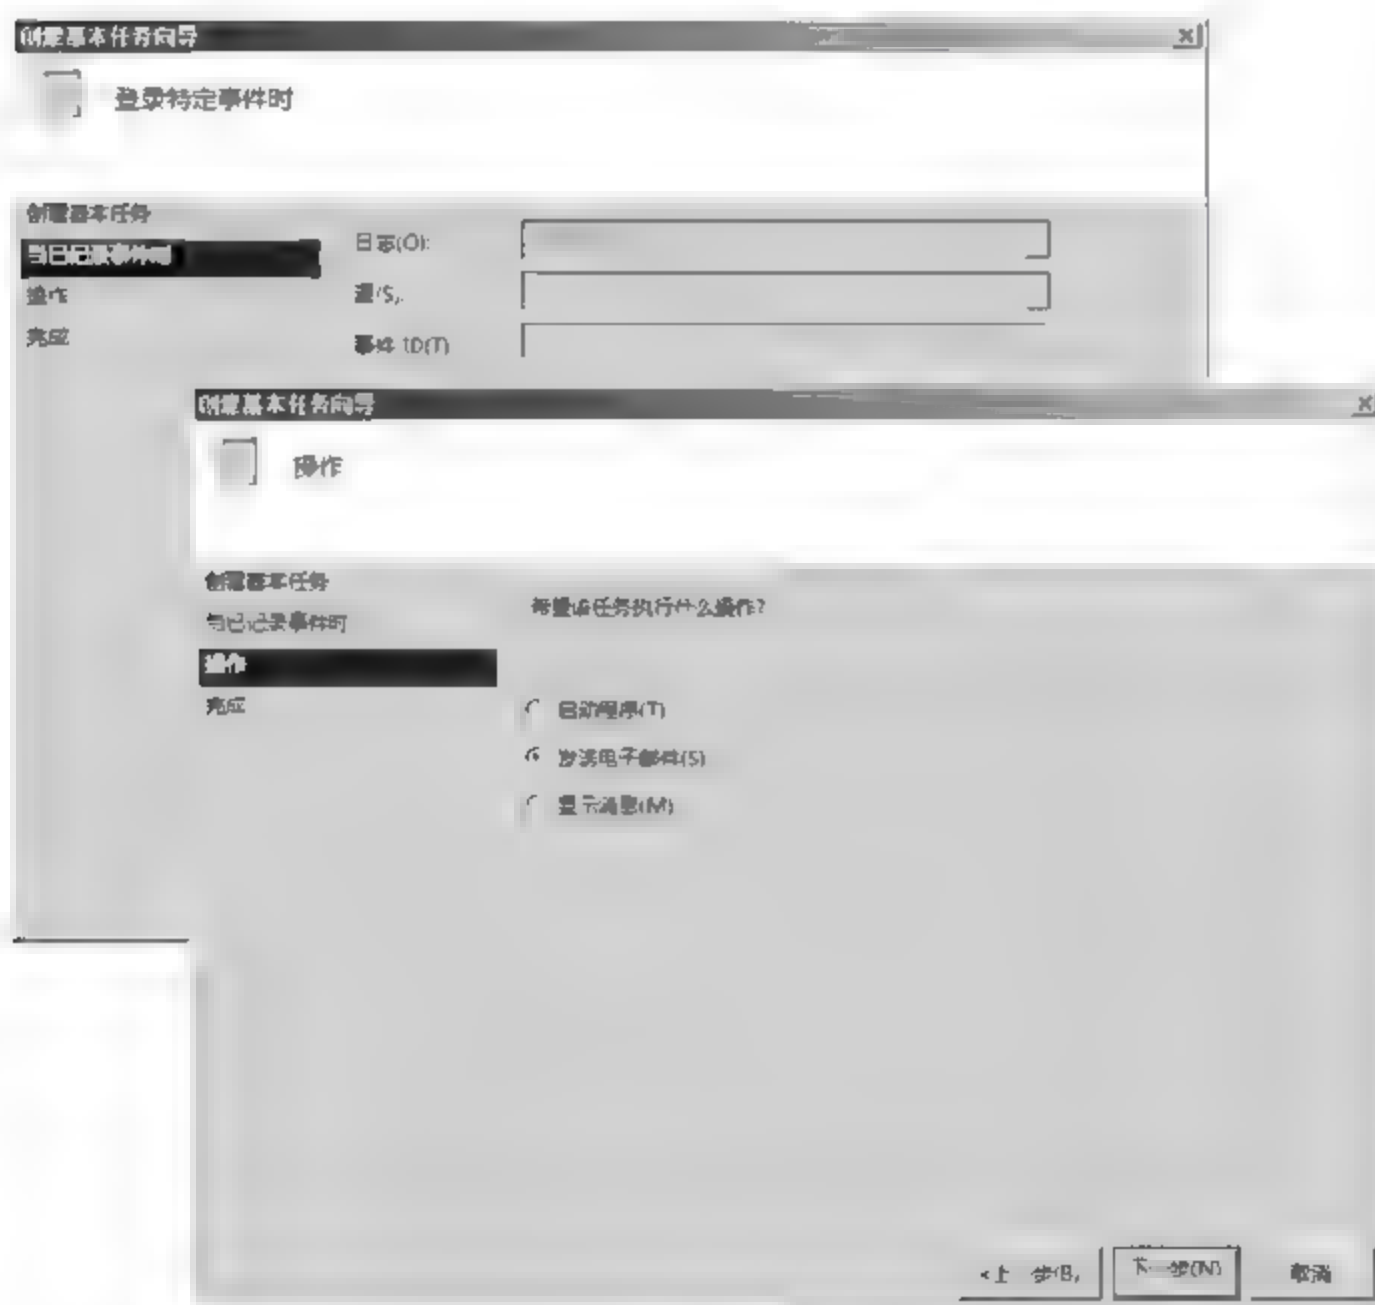 创建基本任务向导
登录特定事件时
创建基本任务
当已记录事件时
操作
完成
日志(O):
源(S):
事件 ID(T)
创建基本任务向导
操作
创建基本任务
当已记录事件时
操作
完成
希望该任务执行什么操作?
启动程序(T)
发送电子邮件(S)
显示消息(M)
<上一步(B)
下一步(N)
取消